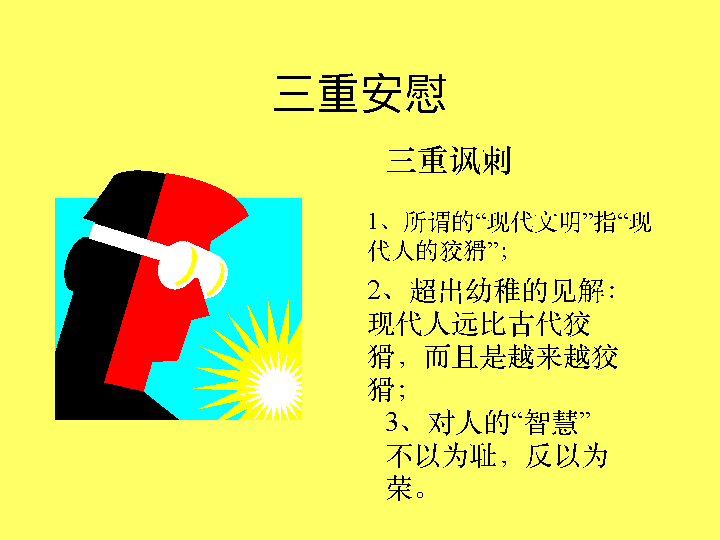 三重安慰
三重讽刺
1、所谓的“现代文明”指“现
代人的狡猾”；
2、超出幼稚的见解：
现代人远比古代狡
猾，而且是越来越狡
猾；
3、对人的“智慧”
不以为耻，反以为
荣。